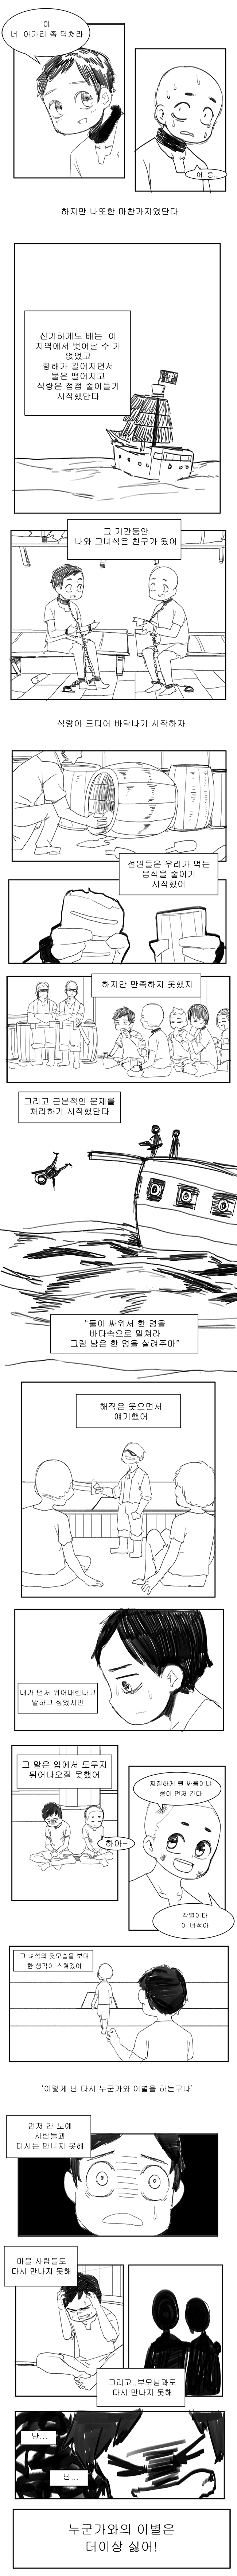 야
너 아가리 좀 닥쳐라
어..응..
하지만 나또한 마찬가지였단다
신기하게도 배는 이
지역에서 벗어날 수 가
없었고
항해가 길어지면서
물은 떨어지고
식량은 점점 줄어들기
시작했단다
그 기간동안
나와 그녀석은 친구가 됬어
식량이 드디어 바닥나기 시작하자
선원들은 우리가 먹는
음식을 줄이기
시작했어
하지만 만족하지 못했지
그리고 근본적인 문제를
처리하기 시작했단다
"둘이 싸워서 한 명을
바다속으로 밀쳐라
그럼 남은 한 명을 살려주마"
해적은 웃으면서
얘기했어
내가 먼저 뛰어내린다고
말하고 싶었지만
그 말은 입에서 도무지
튀어나오질 못했어
하아~
찌질하게 뭔 싸움이냐
형이 먼저 간다
작별이다
이 녀석아
그 녀석의 뒷모습을 보며
한 생각이 스쳐갔어
'이렇게 난 다시 누군가와 이별을 하는구나'
먼저 간 노예
사람들과
다시는 만나지 못해
마을 사람들도
다시 만나지 못해
그리고..부모님과도
다시 만나지 못해
난...
난...
누군가와의 이별은
더이상 싫어!